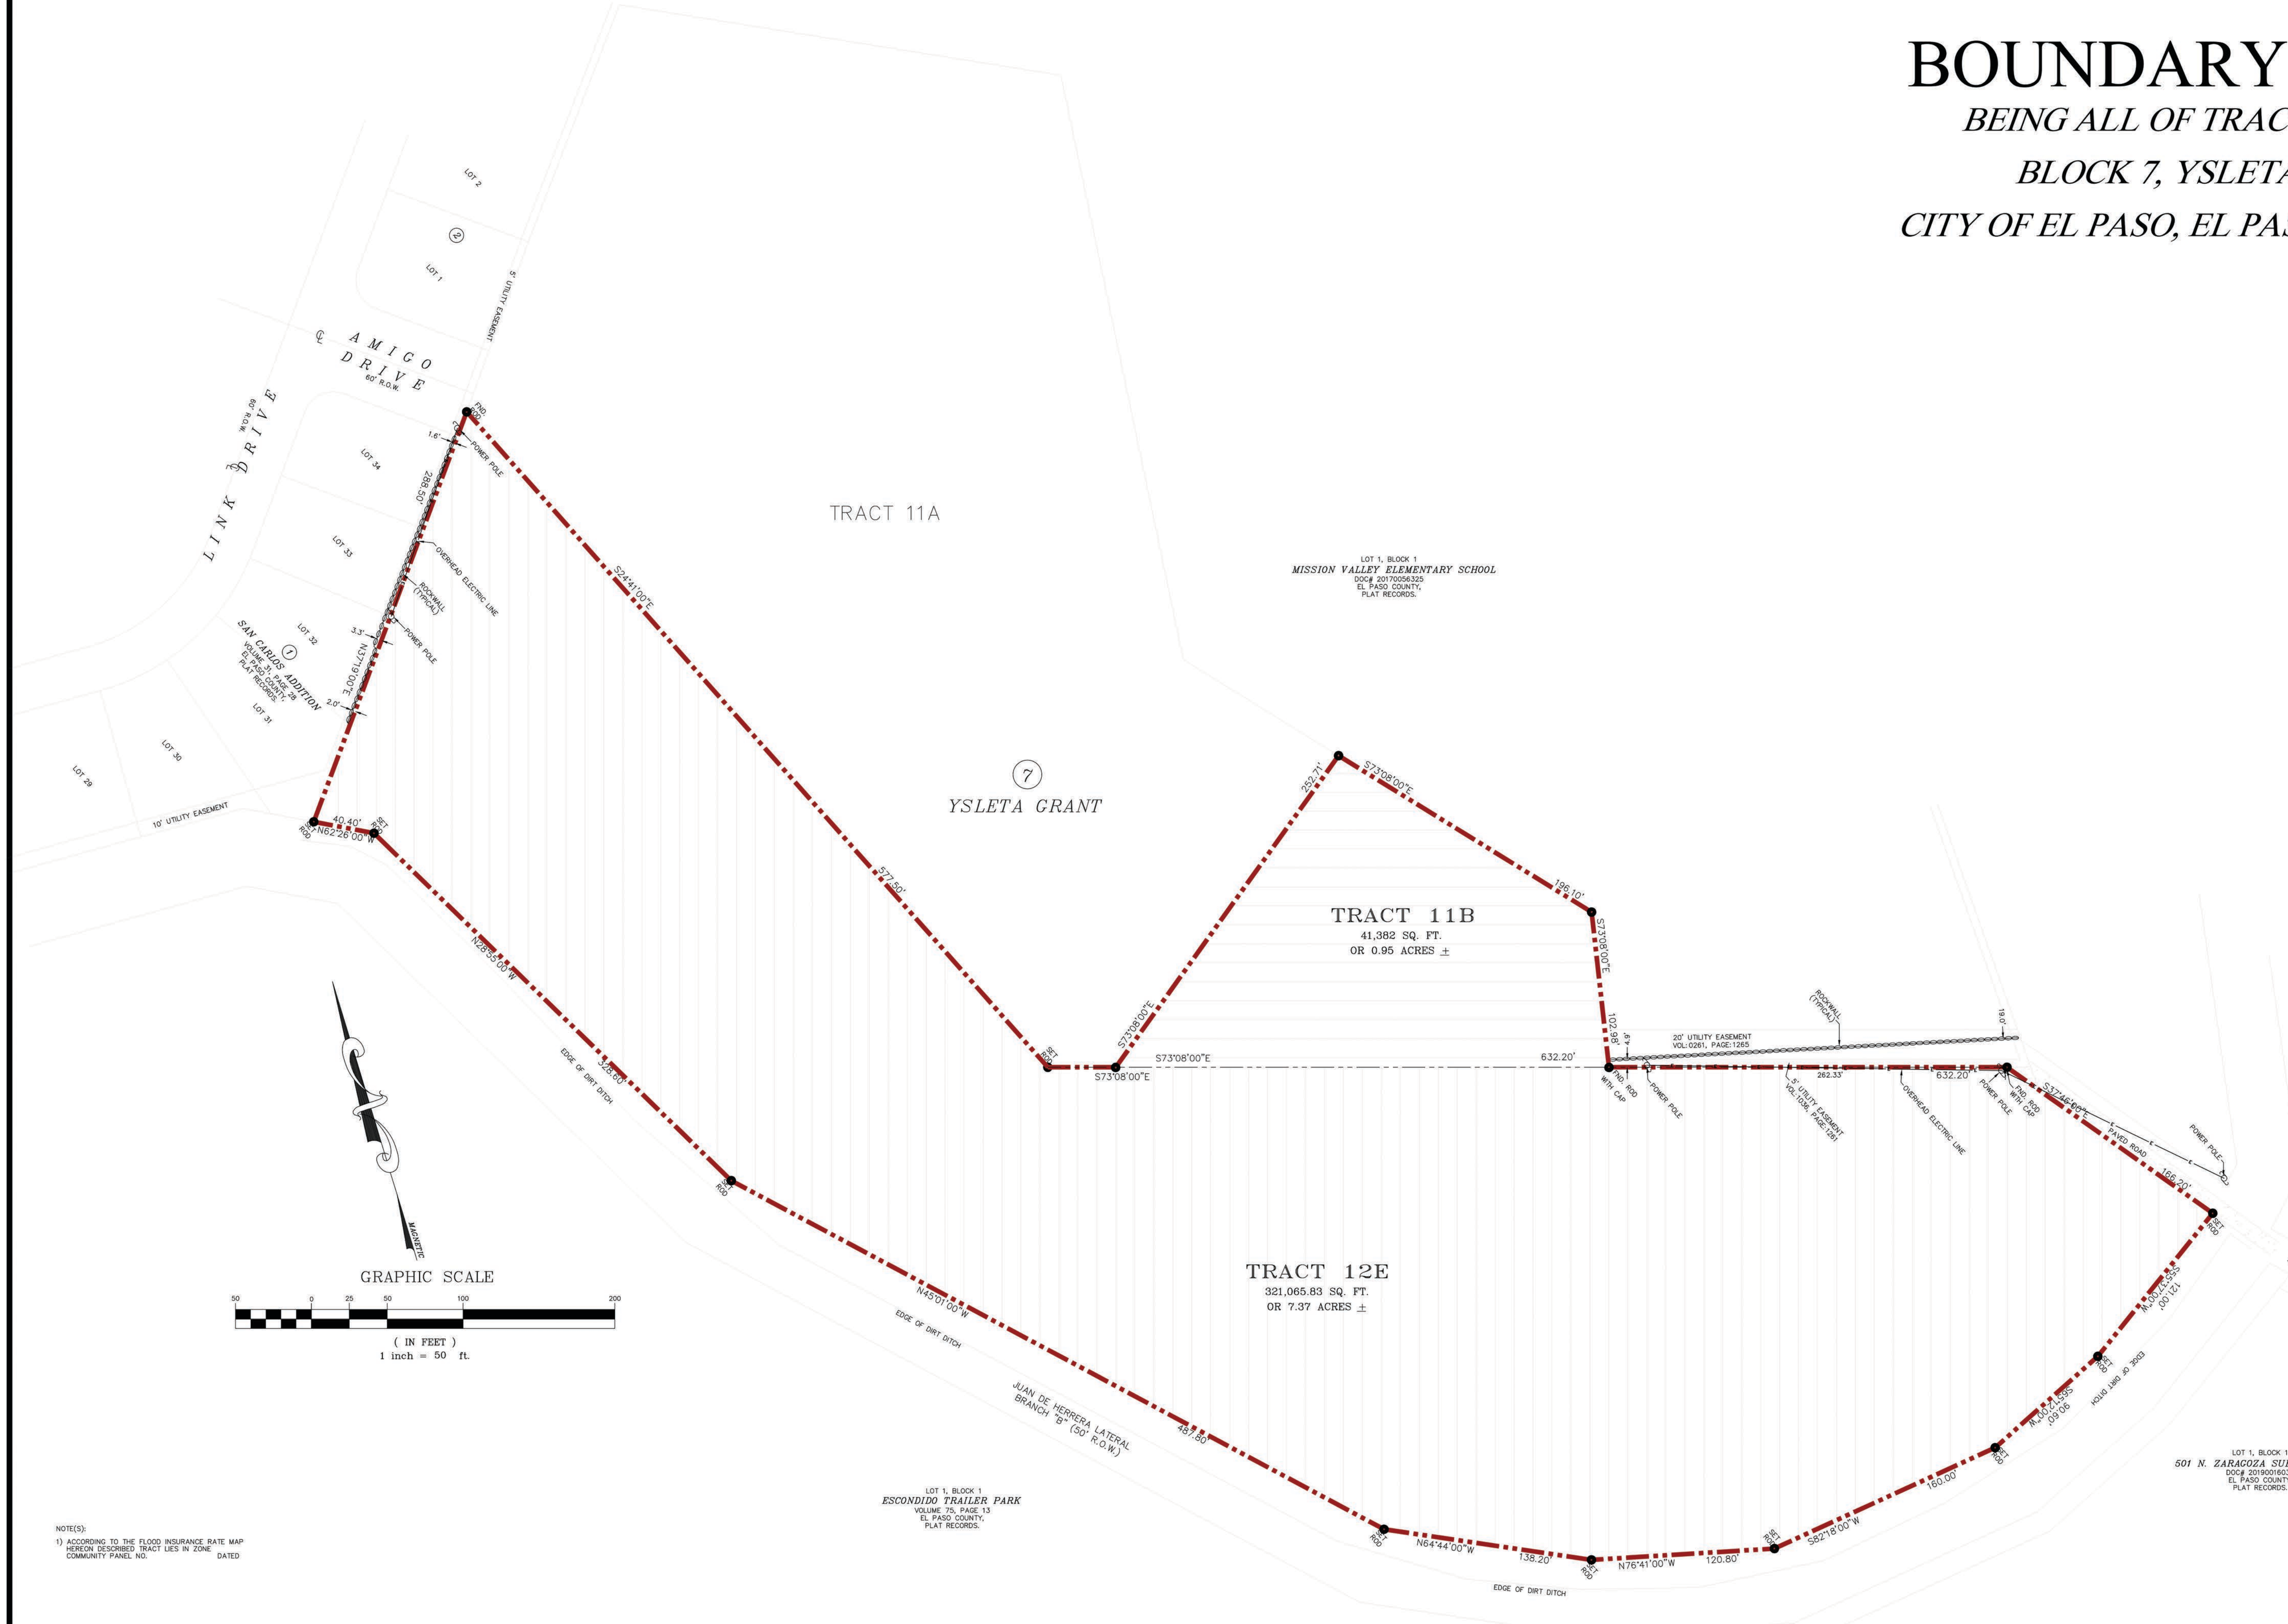 BOUNDARY
BEING ALL OF TRAC
BLOCK 7, YSLETA
CITY OF EL PASO, EL PAS
LOT 2
2
LOT 1
5' UTILITY EASEMENT
AMIGO
DRIVE
60' R.O.W.
LINK DRIVE
60' R.O.W.
FND.
ROD
1.6'
POWER POLE
LOT 34
288.50'
LOT 33
OVERHEAD ELECTRIC LINE
ROCKWALL
(TYPICAL)
LOT 32
3.3'
POWER POLE
N37°19'00"E
2.0'
1
SAN CARLOS ADDITION
VOLUME 31, PAGE 28
EL PASO COUNTY,
PLAT RECORDS.
LOT 31
LOT 30
LOT 29
10' UTILITY EASEMENT
SET
ROD
40.40'
N62°26'00"W
SET
ROD
S24°41'00"E
577.50'
TRACT 11A
LOT 1, BLOCK 1
MISSION VALLEY ELEMENTARY SCHOOL
DOC# 20170056325
EL PASO COUNTY,
PLAT RECORDS.
7
YSLETA GRANT
252.71'
S73°08'00"E
196.10'
TRACT 11B
41,382 SQ. FT.
OR 0.95 ACRES ±
S73°08'00"E
102.98'
S73°08'00"E
SET
ROD
S73°08'00"E
S73°08'00"E
632.20'
4.9'
20' UTILITY EASEMENT
VOL:0261, PAGE:1265
ROCKWALL
(TYPICAL)
19.0'
FND. ROD
WITH CAP
POWER POLE
262.33'
5' UTILITY EASEMENT
VOL:1036, PAGE:1261
OVERHEAD ELECTRIC LINE
632.20'
POWER POLE
FND. ROD
WITH CAP
S37°46'00"E
PAVED ROAD
166.20'
POWER POLE
SET
ROD
N28°55'00"W
328.60'
EDGE OF DIRT DITCH
SET
ROD
MAGNETIC
GRAPHIC SCALE
50 0 25 50 100 200
( IN FEET )
1 inch = 50 ft.
TRACT 12E
321,065.83 SQ. FT.
OR 7.37 ACRES ±
S55°37'00"W
121.00'
SET
ROD
EDGE OF DIRT DITCH
S65°12'00"W
90.60'
SET
ROD
160.00'
S82°18'00"W
SET
ROD
N45°01'00"W
487.80'
EDGE OF DIRT DITCH
JUAN DE HERRERA LATERAL
BRANCH "B" (50' R.O.W.)
SET
ROD
N64°44'00"W
138.20'
SET
ROD
N76°41'00"W
120.80'
EDGE OF DIRT DITCH
LOT 1, BLOCK 1
ESCONDIDO TRAILER PARK
VOLUME 75, PAGE 13
EL PASO COUNTY,
PLAT RECORDS.
LOT 1, BLOCK 1
501 N. ZARAGOZA SU
DOC# 2019001603
EL PASO COUNTY
PLAT RECORDS.
NOTE(S):
1) ACCORDING TO THE FLOOD INSURANCE RATE MAP
HEREON DESCRIBED TRACT LIES IN ZONE
COMMUNITY PANEL NO. DATED